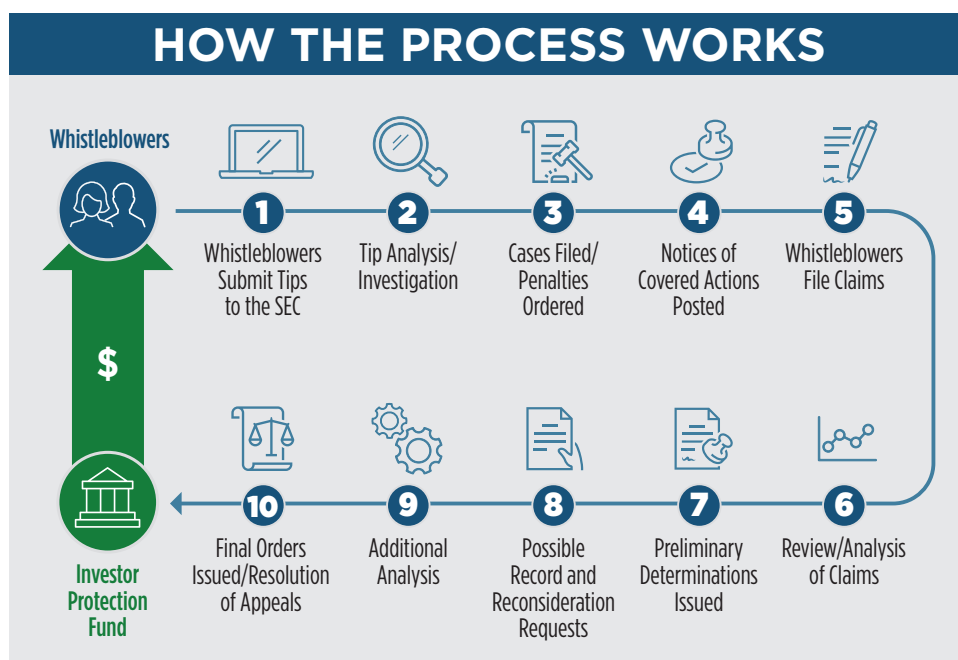 HOW THE PROCESS WORKS
Whistleblowers
1
Whistleblowers
Submit Tips
to the SEC
2
Tip Analysis/
Investigation
3
Cases Filed/
Penalties
Ordered
4
Notices of
Covered Actions
Posted
5
Whistleblowers
File Claims
$
6
Review/Analysis
of Claims
7
Preliminary
Determinations
Issued
8
Possible
Record and
Reconsideration
Requests
9
Additional
Analysis
10
Final Orders
Issued/Resolution
of Appeals
Investor
Protection
Fund